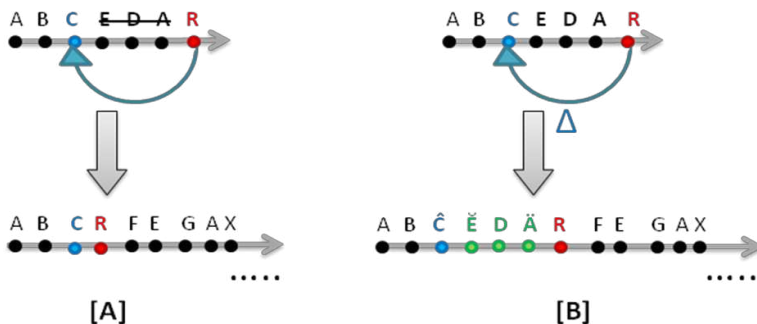 A B C E D A R
A B C E D A R
Δ
A B C R F E G A X
A B Ĉ Ĕ D Ä R F E G A X
.....
.....
[A]
[B]